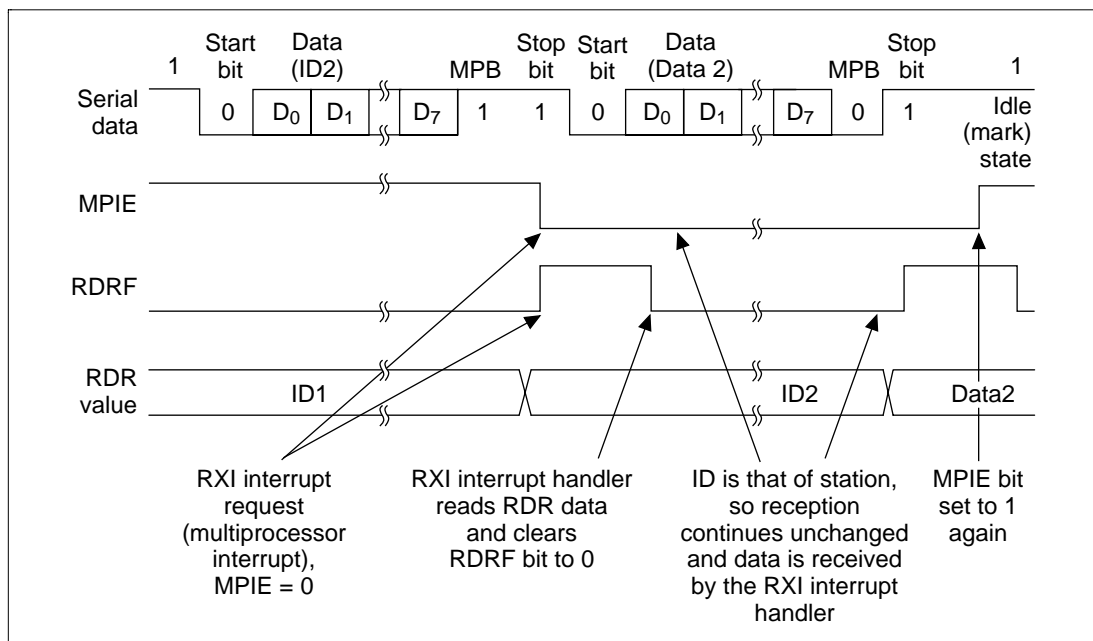 Start bit
Data (ID2)
Stop bit
Start bit
Data (Data 2)
Stop bit
1
MPB
MPB
1
Serial data
0
D0
D1
D7
1
1
0
D0
D1
D7
0
1
Idle (mark) state
MPIE
RDRF
RDR value
ID1
ID2
Data2
RXI interrupt
request
(multiprocessor
interrupt),
MPIE = 0
RXI interrupt handler
reads RDR data
and clears
RDRF bit to 0
ID is that of station,
so reception
continues unchanged
and data is received
by the RXI interrupt
handler
MPIE bit
set to 1
again